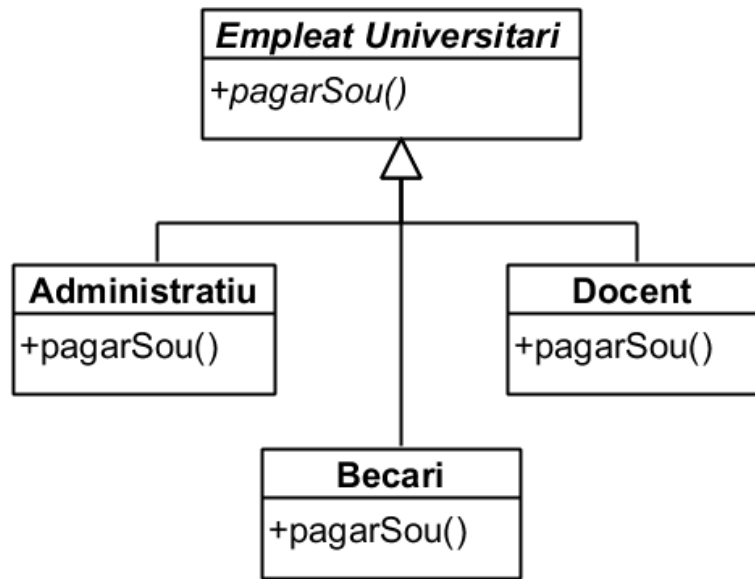 Empleat Universitari
+pagarSou()
Administratiu
+pagarSou()
Docent
+pagarSou()
Becari
+pagarSou()